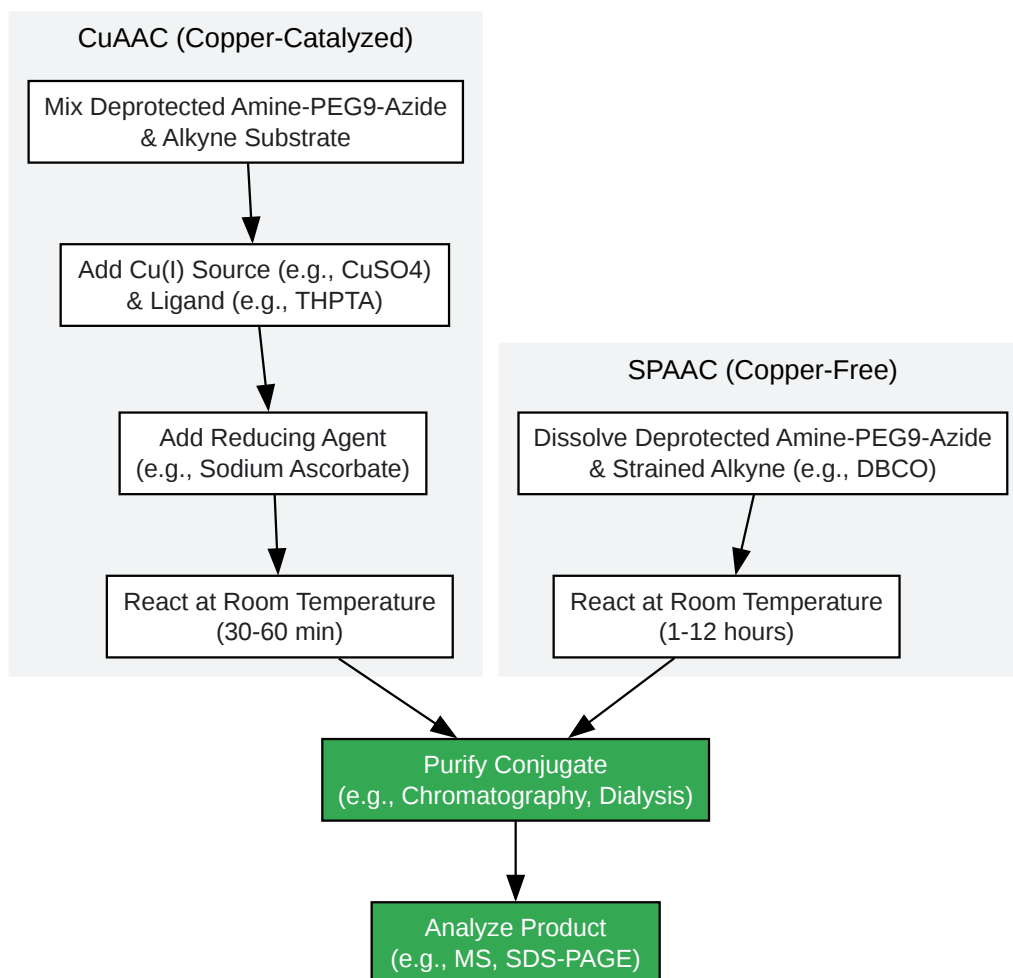 CuAAC (Copper-Catalyzed)
Mix Deprotected Amine-PEG9-Azide
& Alkyne Substrate
Add Cu(I) Source (e.g., CuSO4)
& Ligand (e.g., THPTA)
Add Reducing Agent
(e.g., Sodium Ascorbate)
React at Room Temperature
(30-60 min)
SPAAC (Copper-Free)
Dissolve Deprotected Amine-PEG9-Azide
& Strained Alkyne (e.g., DBCO)
React at Room Temperature
(1-12 hours)
Purify Conjugate
(e.g., Chromatography, Dialysis)
Analyze Product
(e.g., MS, SDS-PAGE)